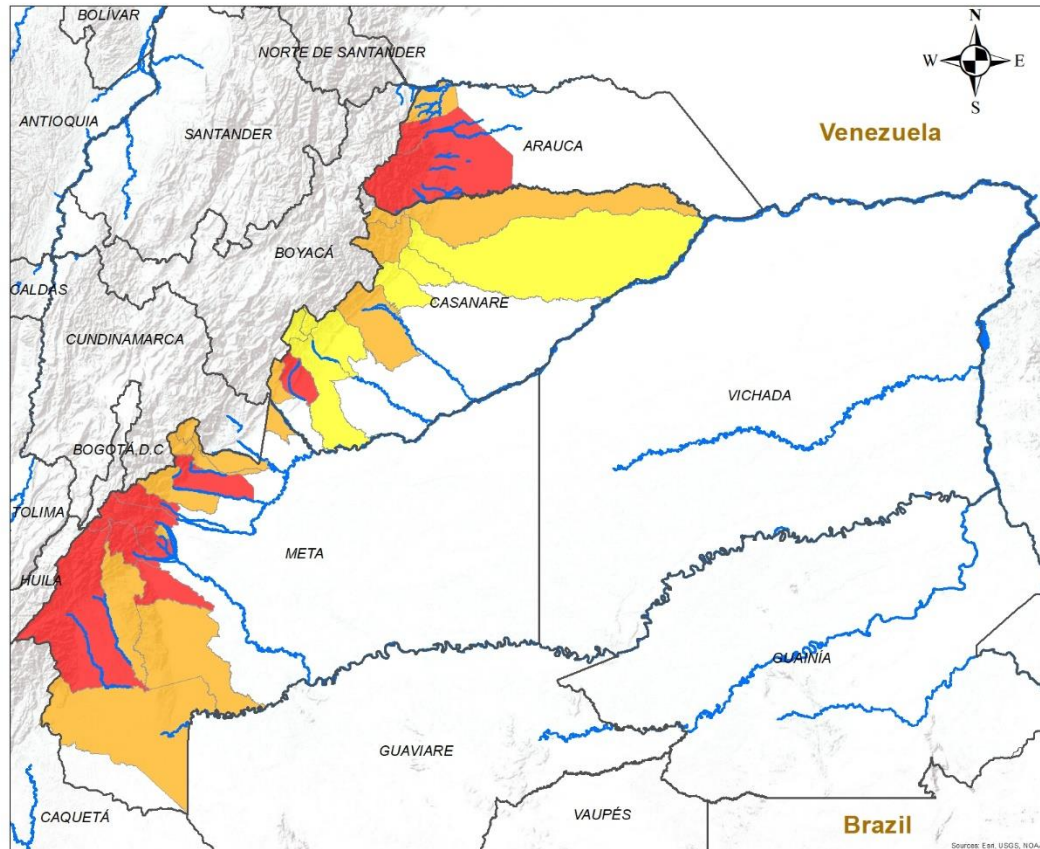 BOLÍVAR
N
NORTE DE SANTANDER
W E
S
ANTIOQUIA
SANTANDER
Venezuela
ARAUCA
BOYACÁ
CALDAS
CASANARE
CUNDINAMARCA
VICHADA
BOGOTÁ, D.C
TOLIMA
META
HUILA
GUAINÍA
GUAVIARE
CAQUETÁ
VAUPÉS
Brazil
Sources: Esri, USGS, NOAA